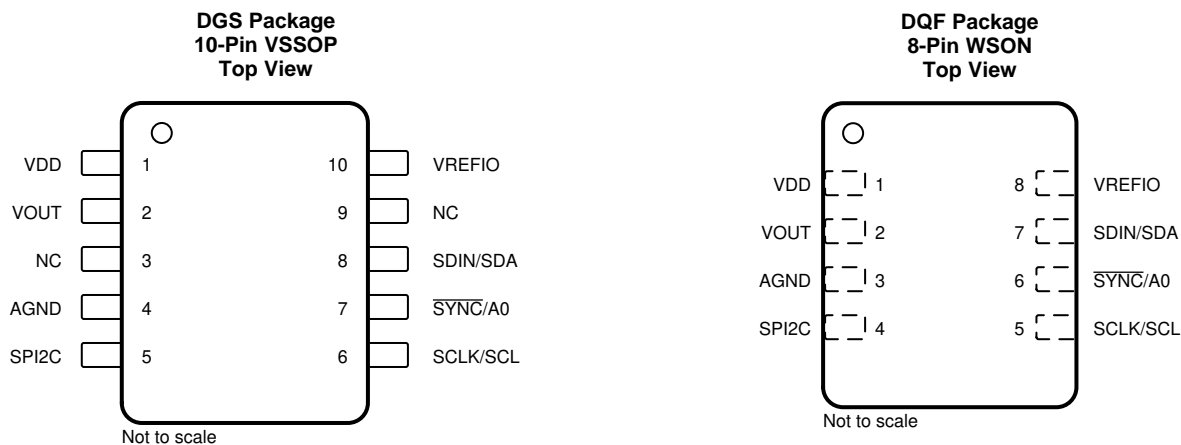 DGS Package
10-Pin VSSOP
Top View
VDD 1 10 VREFIO
VOUT 2 9 NC
NC 3 8 SDIN/SDA
AGND 4 7 S̅Y̅N̅C̅/A0
SPI2C 5 6 SCLK/SCL
Not to scale
DQF Package
8-Pin WSON
Top View
VDD 1 8 VREFIO
VOUT 2 7 SDIN/SDA
AGND 3 6 S̅Y̅N̅C̅/A0
SPI2C 4 5 SCLK/SCL
Not to scale